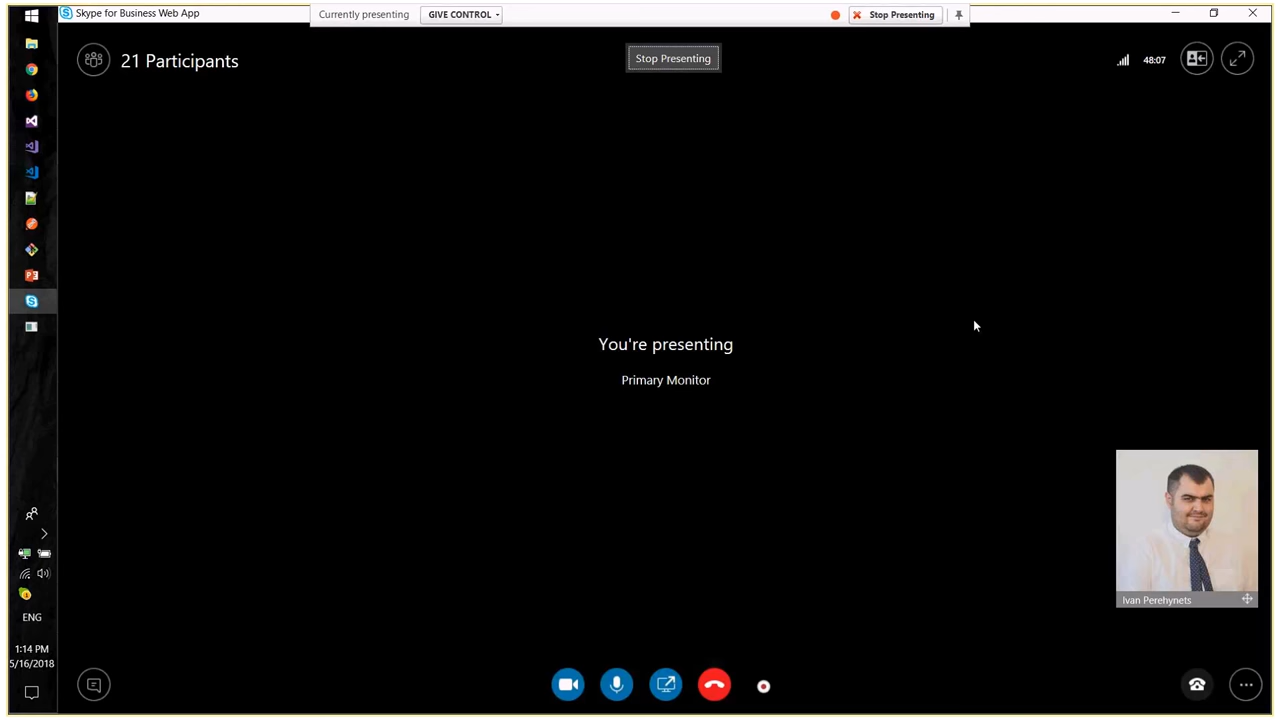 Skype for Business Web App
Currently presenting
GIVE CONTROL
Stop Presenting
21 Participants
Stop Presenting
48:07
You're presenting
Primary Monitor
Ivan Perehynets
ENG
1:14 PM
5/16/2018